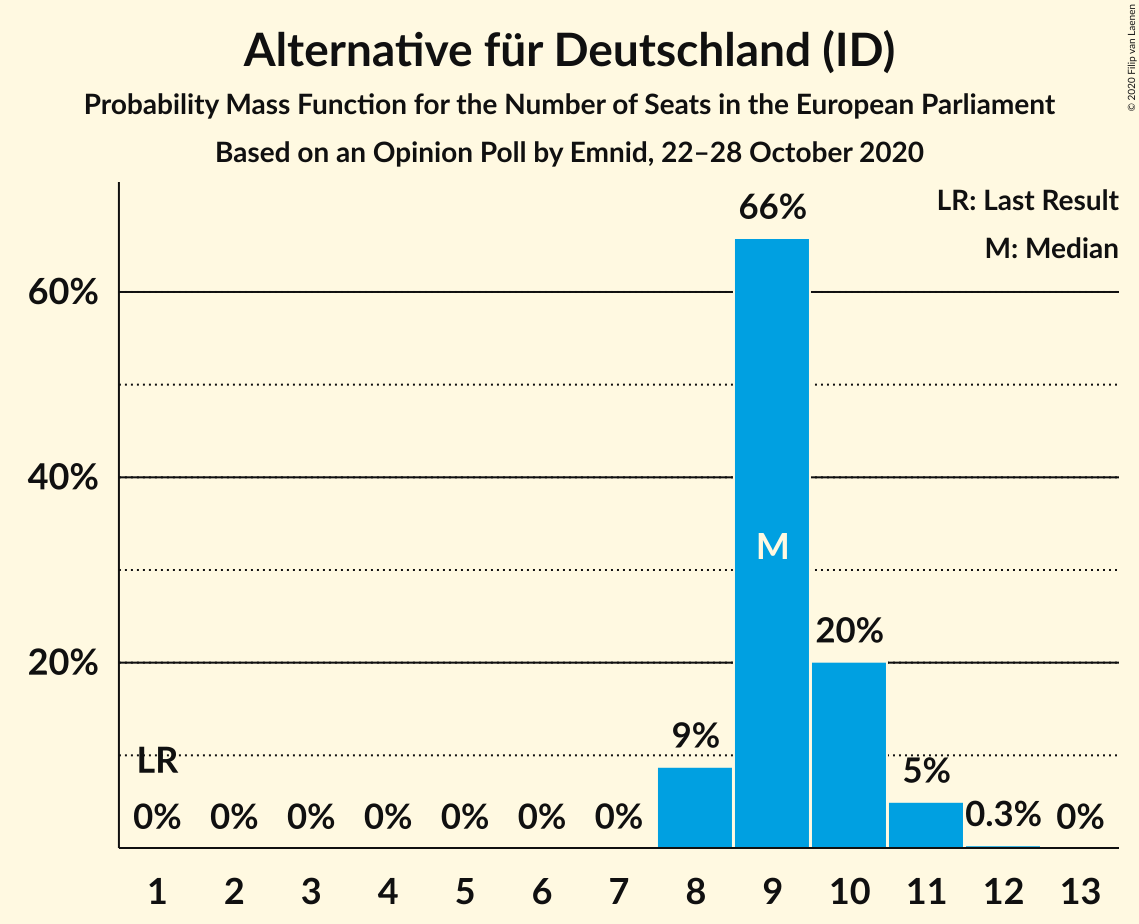 Alternative für Deutschland (ID)
Probability Mass Function for the Number of Seats in the European Parliament
Based on an Opinion Poll by Emnid, 22–28 October 2020
© 2020 Filip van Laenen
LR: Last Result
M: Median
66%
60%
40%
M
20%
20%
9%
LR
5%
0% 0% 0% 0% 0% 0% 0% 0.3% 0%
1 2 3 4 5 6 7 8 9 10 11 12 13